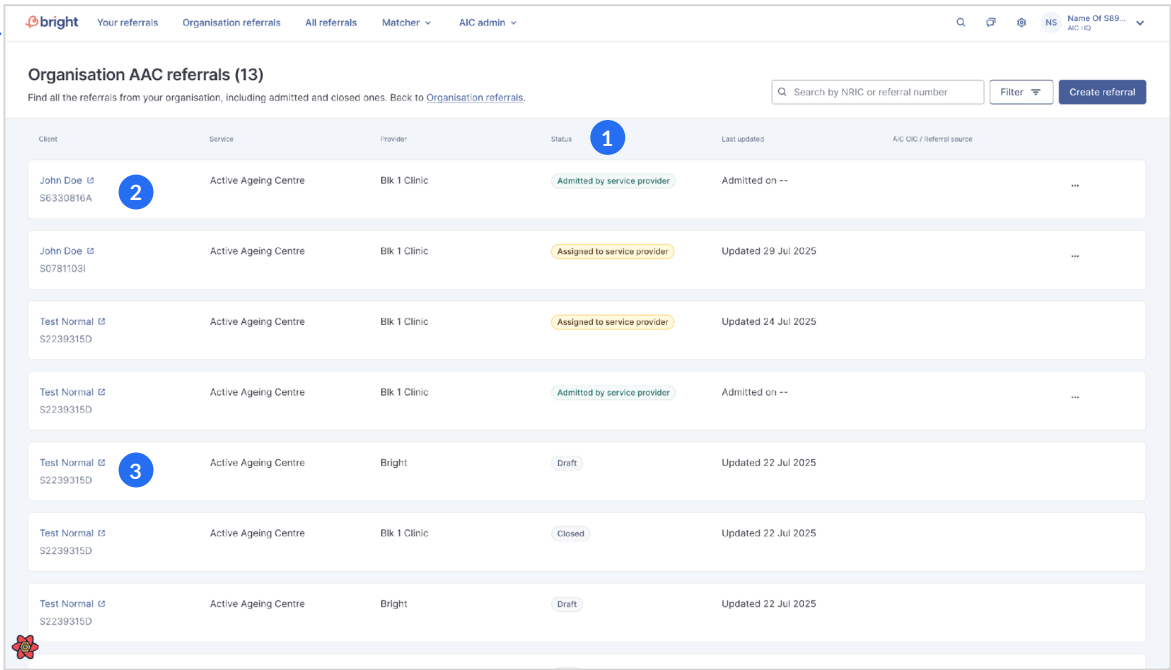 bright Your referrals Organisation referrals All referrals Matcher AIC admin NS Name Of S89...
AIC HQ
Organisation AAC referrals (13)
Find all the referrals from your organisation, including admitted and closed ones. Back to Organisation referrals.
Search by NRIC or referral number Filter Create referral
Client Service Provider Status 1 Last updated AIC OIC / Referral source
John Doe Active Ageing Centre Blk 1 Clinic Admitted by service provider Admitted on -- ...
S6330816A 2
John Doe Active Ageing Centre Blk 1 Clinic Assigned to service provider Updated 29 Jul 2025 ...
S0781103I
Test Normal Active Ageing Centre Blk 1 Clinic Assigned to service provider Updated 24 Jul 2025
S2239315D
Test Normal Active Ageing Centre Blk 1 Clinic Admitted by service provider Admitted on -- ...
S2239315D
Test Normal Active Ageing Centre Bright Draft Updated 22 Jul 2025
S2239315D 3
Test Normal Active Ageing Centre Blk 1 Clinic Closed Updated 22 Jul 2025
S2239315D
Test Normal Active Ageing Centre Bright Draft Updated 22 Jul 2025
S2239315D